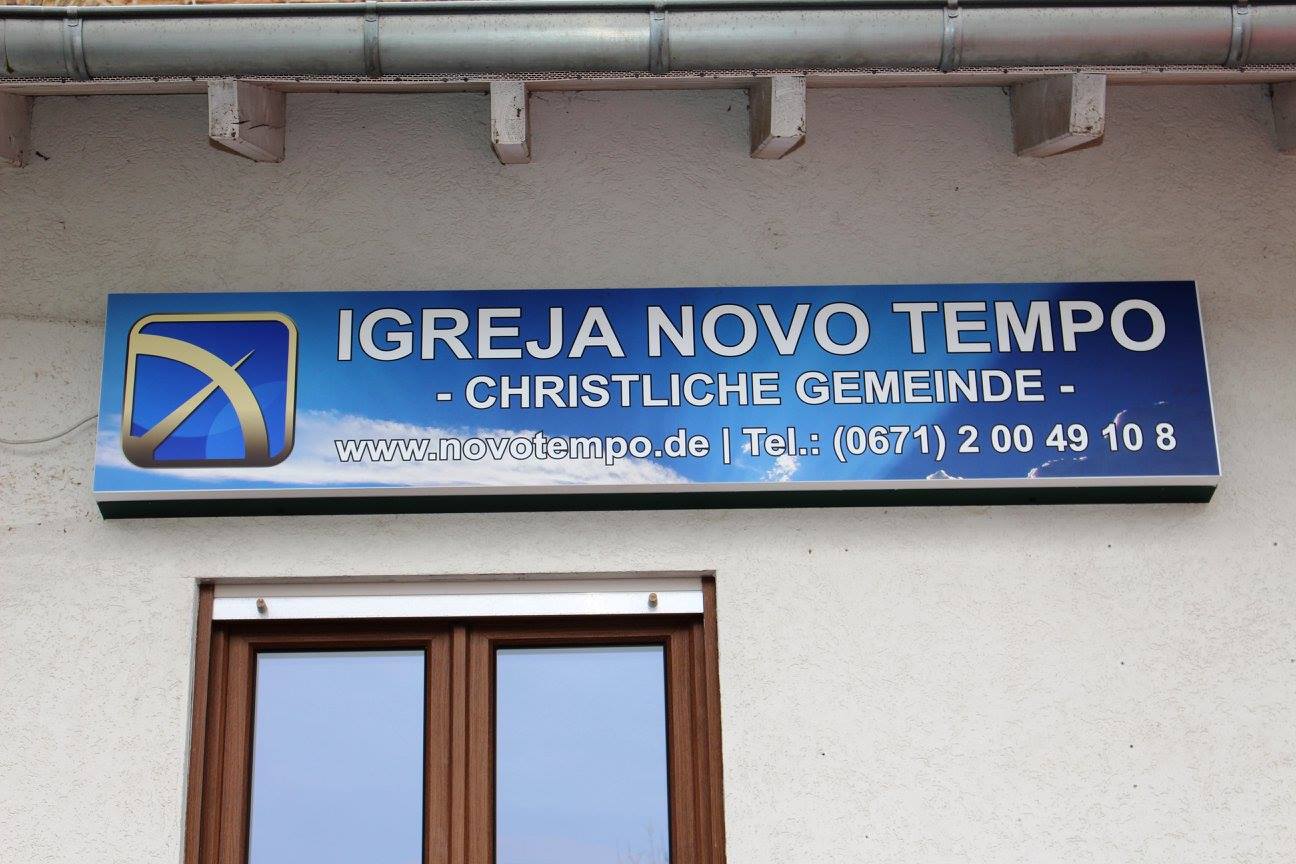 IGREJA NOVO TEMPO
- CHRISTLICHE GEMEINDE -
www.novotempo.de | Tel.: (0671) 2 00 49 10 8